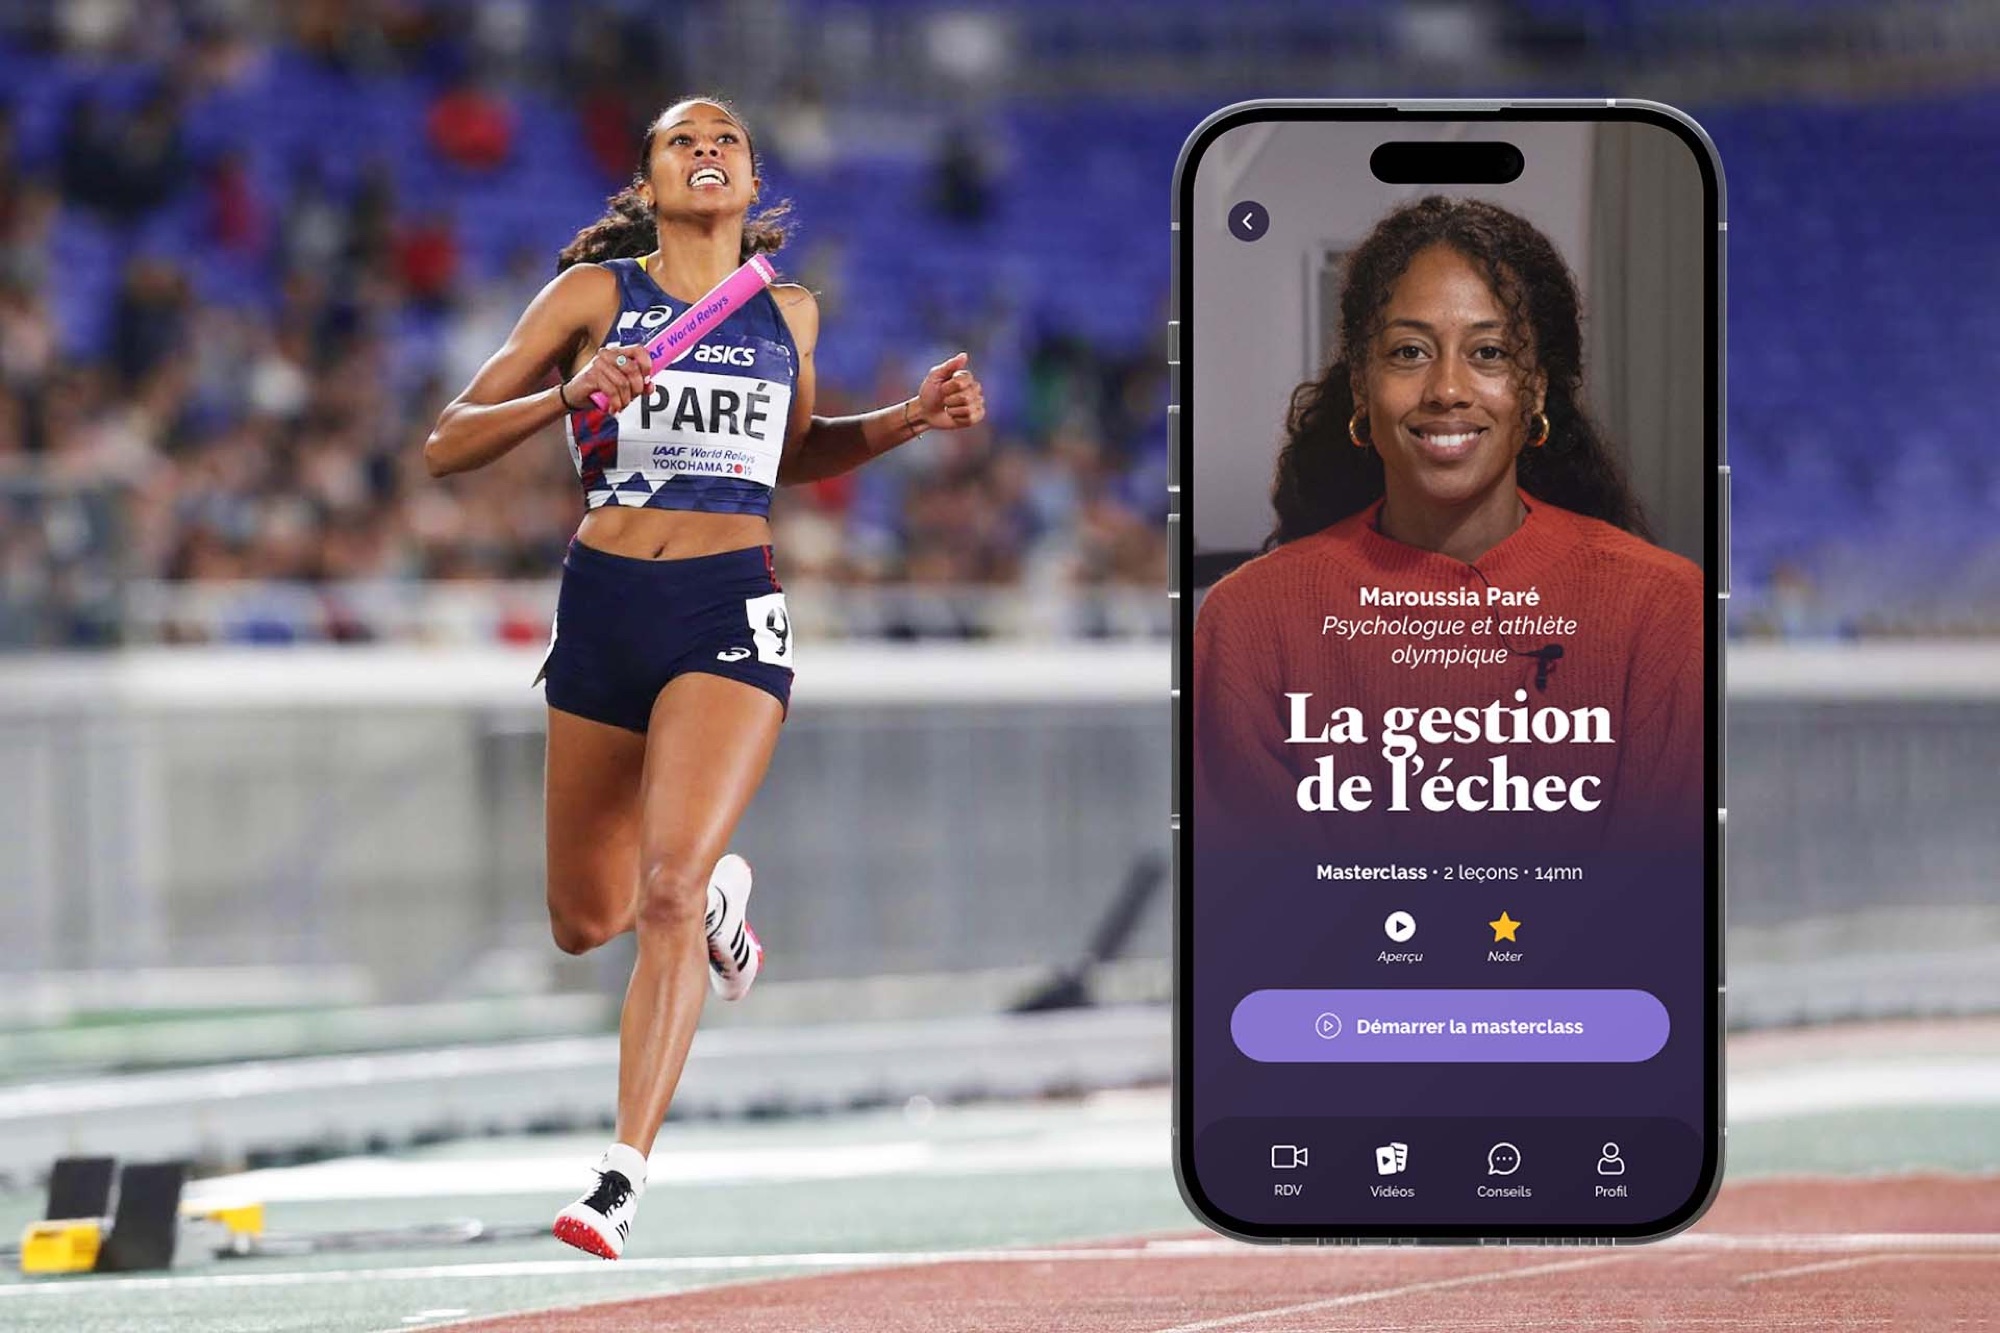 World Relays
asics
PARÉ
IAAF World Relays
YOKOHAMA 2019
9
Maroussia Paré
Psychologue et athlète
olympique
La gestion
de l'échec
Masterclass • 2 leçons • 14mn
Aperçu
Noter
Démarrer la masterclass
RDV
Vidéos
Conseils
Profil